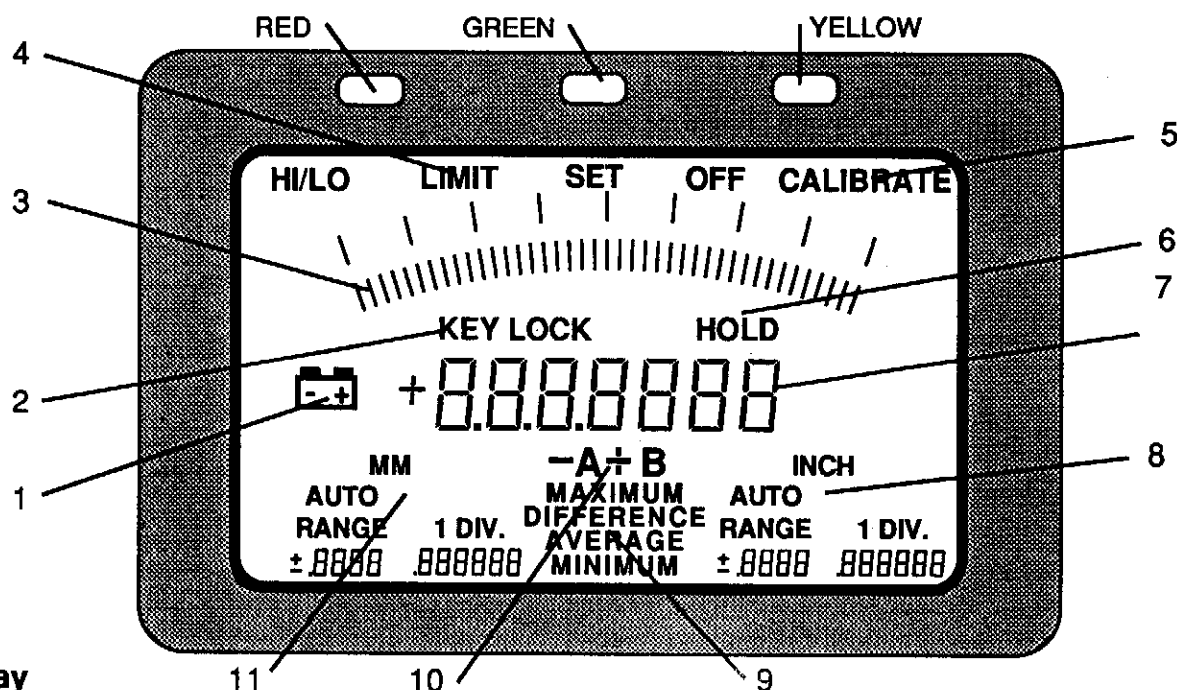 RED GREEN YELLOW
4
5
HI/LO LIMIT SET OFF CALIBRATE
3
6
7
KEY LOCK HOLD
2
- +
+ 8.8.8.8 8 8 8
1
8
MM −A÷B INCH
AUTO MAXIMUM AUTO
RANGE 1 DIV. DIFFERENCE RANGE 1 DIV.
AVERAGE
± .8888 .888888 MINIMUM ± .8888 .888888
ay 11 10 9